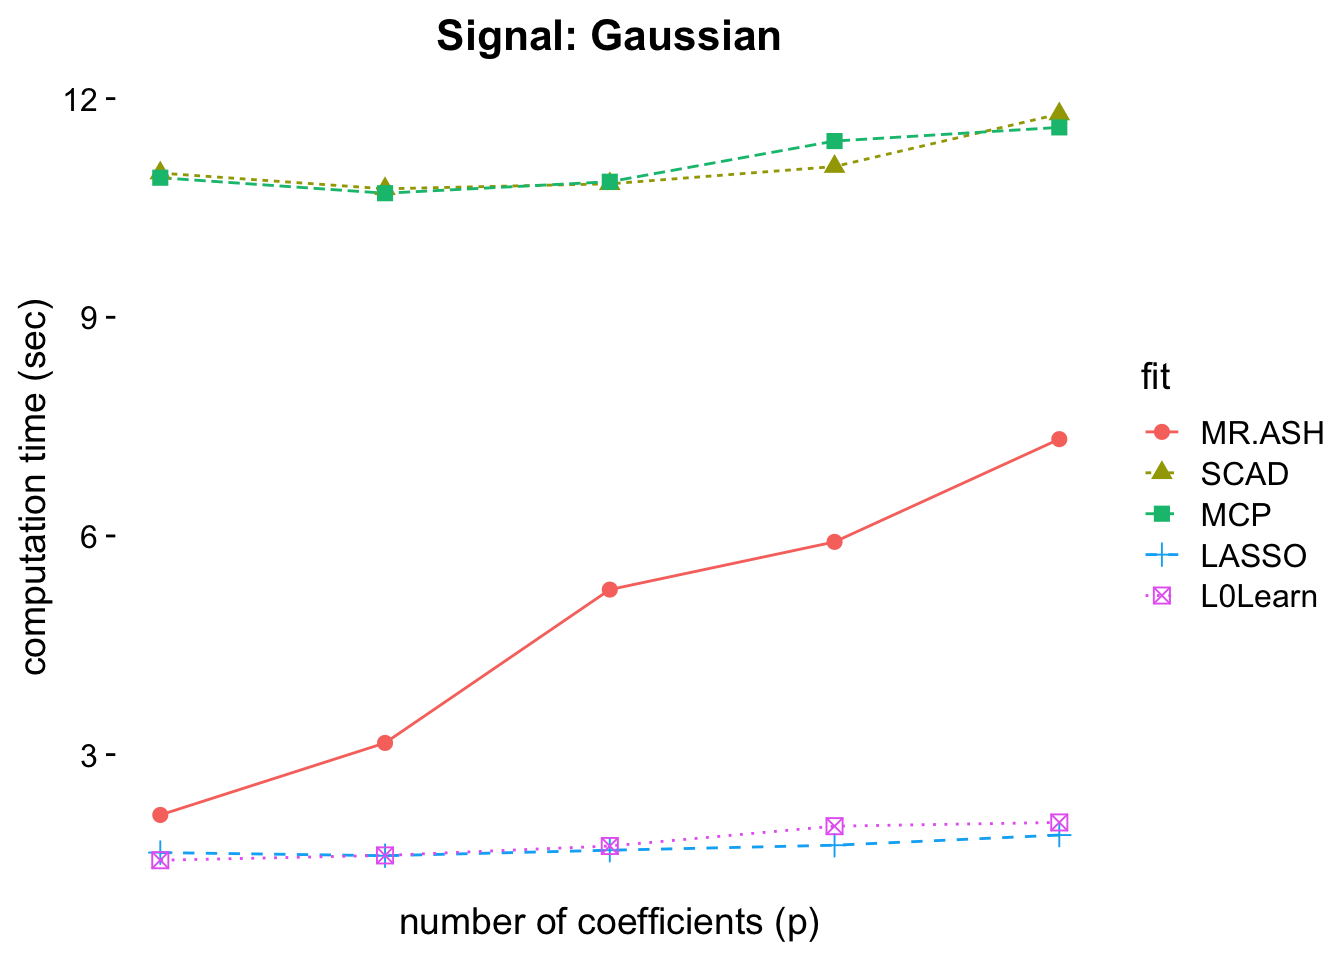 Signal: Gaussian
12
9
6
3
computation time (sec)
number of coefficients (p)
fit
MR.ASH
SCAD
MCP
LASSO
L0Learn